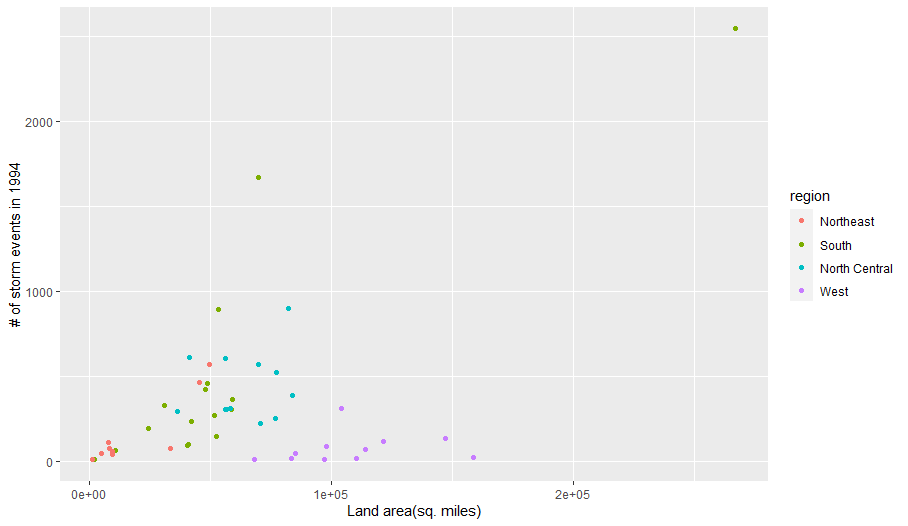 # of storm events in 1994
2000
1000
0
0e+00
1e+05
2e+05
Land area(sq. miles)
region
Northeast
South
North Central
West